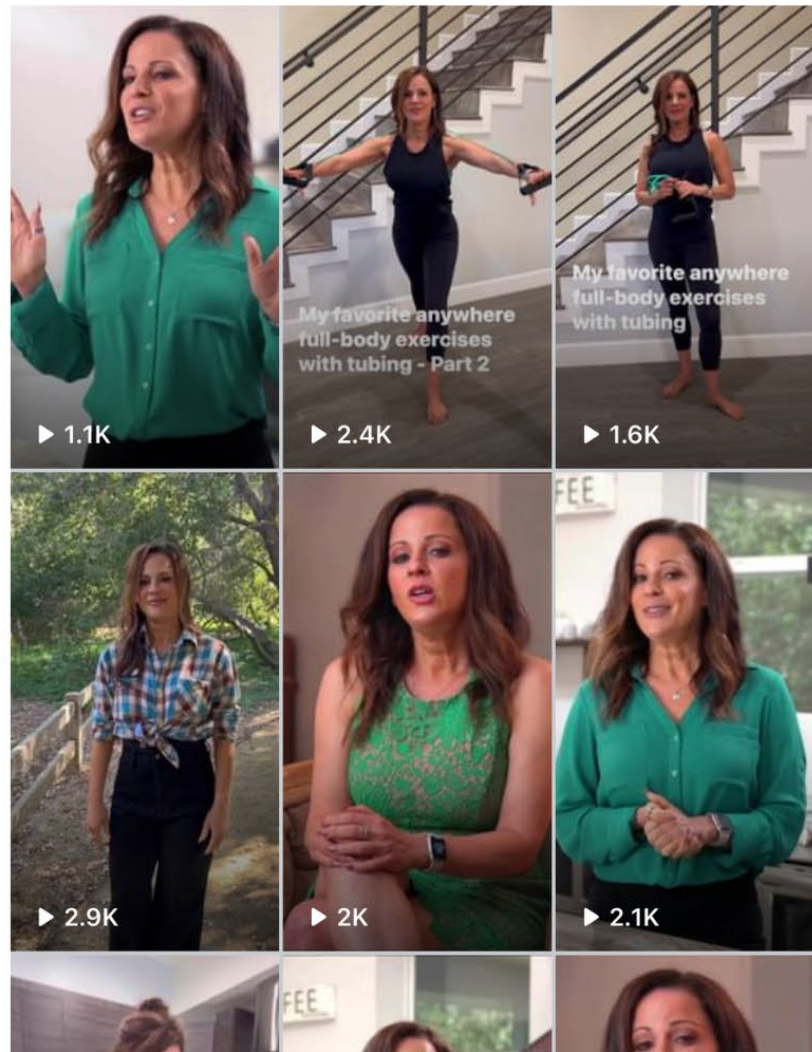 My favorite anywhere
full-body exercises
with tubing - Part 2
My favorite anywhere
full-body exercises
with tubing
1.1K
2.4K
1.6K
FEE
2.9K
2K
2.1K
FEE